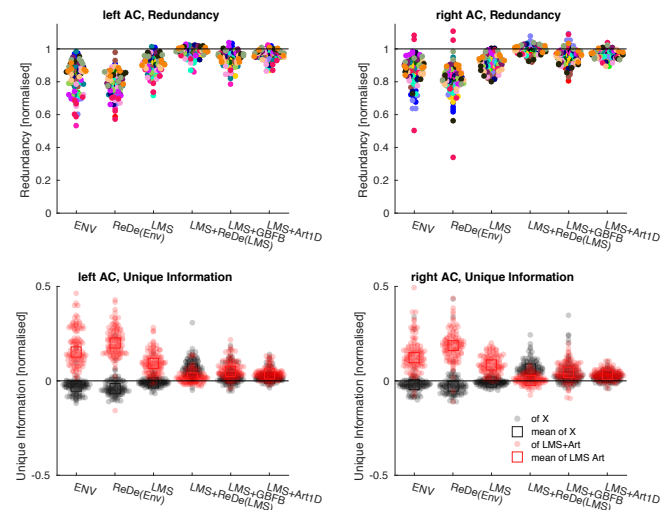 left AC, Redundancy
Redundancy [normalised]
1
0.8
0.6
0.4
0.2
0
ENV
ReDe(Env)
LMS
LMS+ReDe(LMS)
LMS+GBFB
LMS+Art1D
right AC, Redundancy
Redundancy [normalised]
1
0.8
0.6
0.4
0.2
0
ENV
ReDe(Env)
LMS
LMS+ReDe(LMS)
LMS+GBFB
LMS+Art1D
left AC, Unique Information
Unique Information [normalised]
0.5
0
-0.5
ENV
ReDe(Env)
LMS
LMS+ReDe(LMS)
LMS+GBFB
LMS+Art1D
right AC, Unique Information
Unique Information [normalised]
0.5
0
-0.5
of X
mean of X
of LMS+Art
mean of LMS Art
ENV
ReDe(Env)
LMS
LMS+ReDe(LMS)
LMS+GBFB
LMS+Art1D